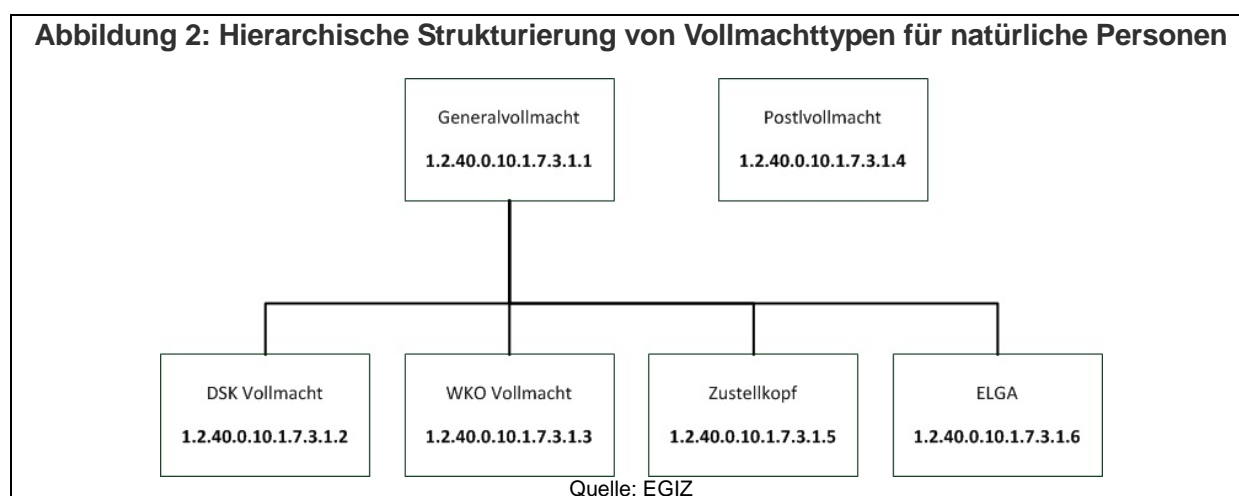 Abbildung 2: Hierarchische Strukturierung von Vollmachttypen für natürliche Personen
Generalvollmacht
1.2.40.0.10.1.7.3.1.1
Postlvollmacht
1.2.40.0.10.1.7.3.1.4
DSK Vollmacht
1.2.40.0.10.1.7.3.1.2
WKO Vollmacht
1.2.40.0.10.1.7.3.1.3
Zustellkopf
1.2.40.0.10.1.7.3.1.5
ELGA
1.2.40.0.10.1.7.3.1.6
Quelle: EGIZ